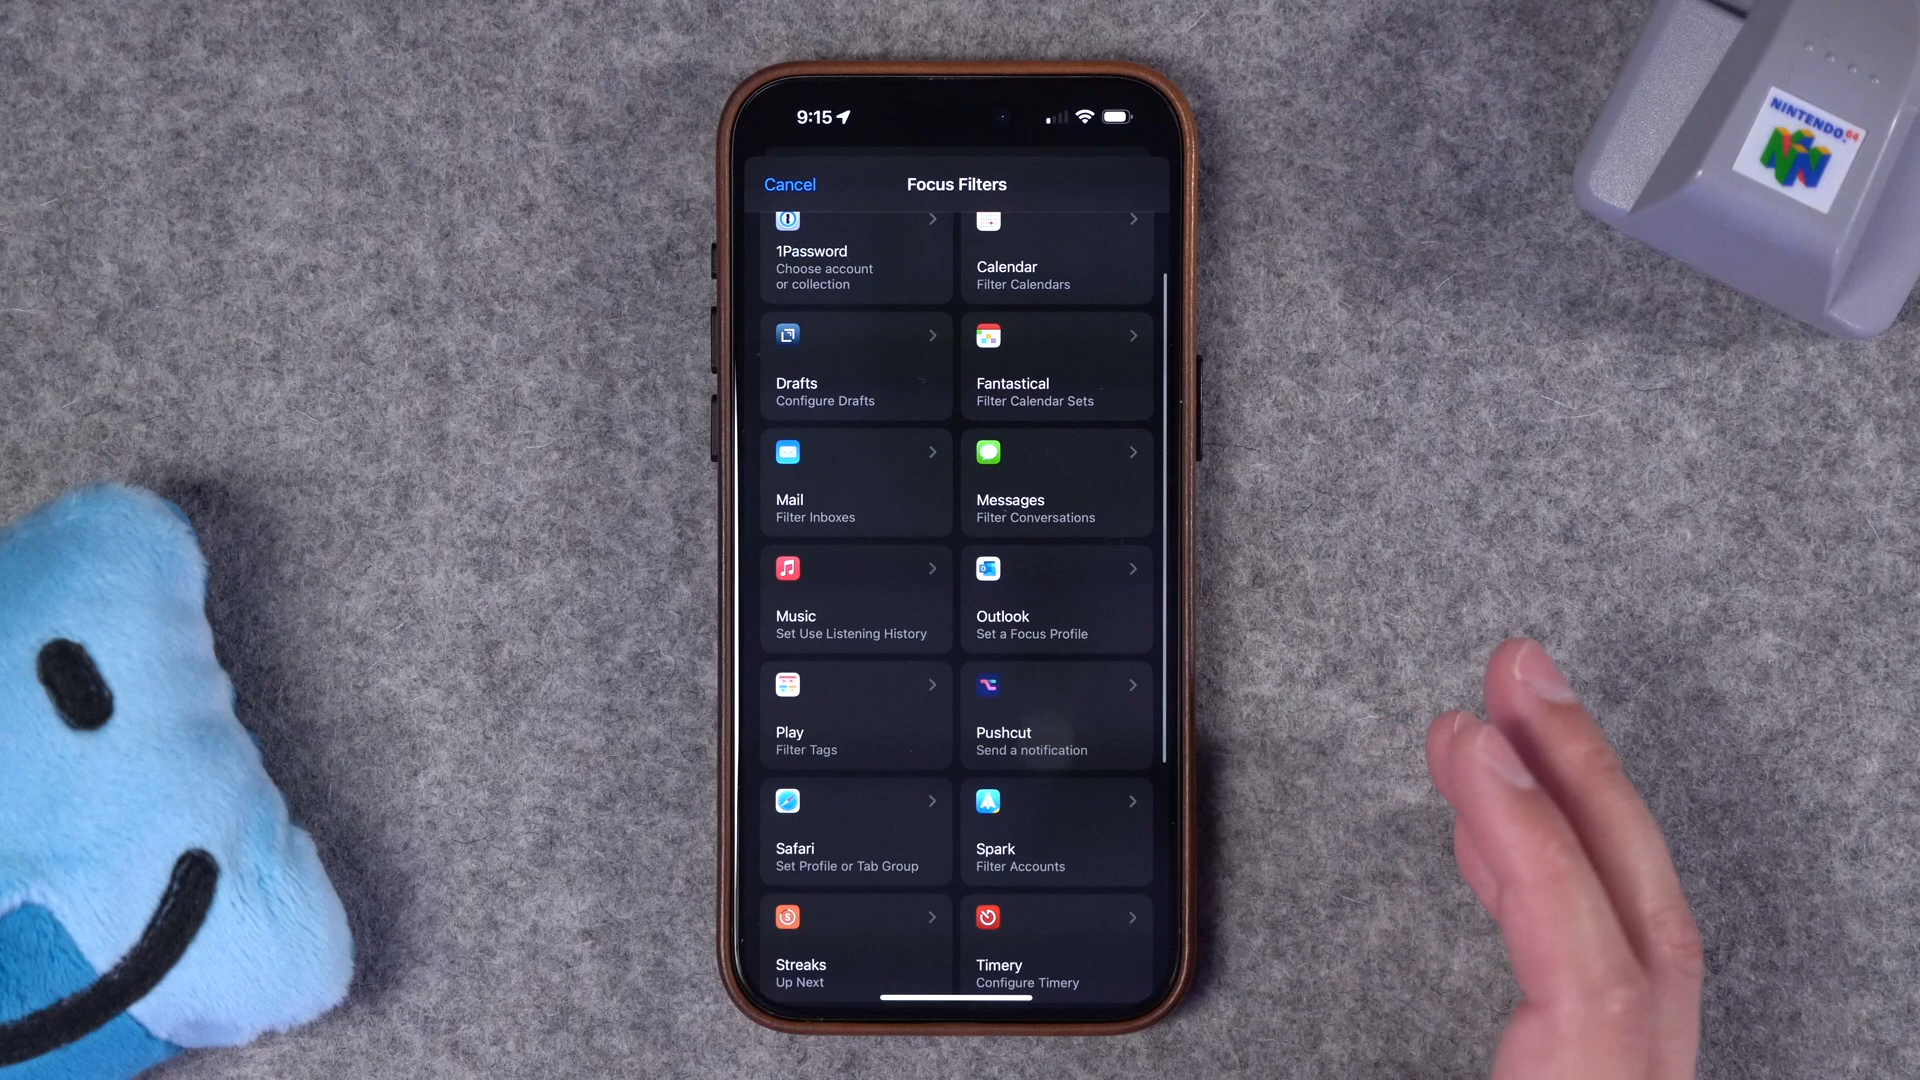 9:15
Cancel
Focus Filters
1Password
Choose account
or collection
Calendar
Filter Calendars
Drafts
Configure Drafts
Fantastical
Filter Calendar Sets
Mail
Filter Inboxes
Messages
Filter Conversations
Music
Set Use Listening History
Outlook
Set a Focus Profile
Play
Filter Tags
Pushcut
Send a notification
Safari
Set Profile or Tab Group
Spark
Filter Accounts
Streaks
Up Next
Timery
Configure Timery
NINTENDO 64